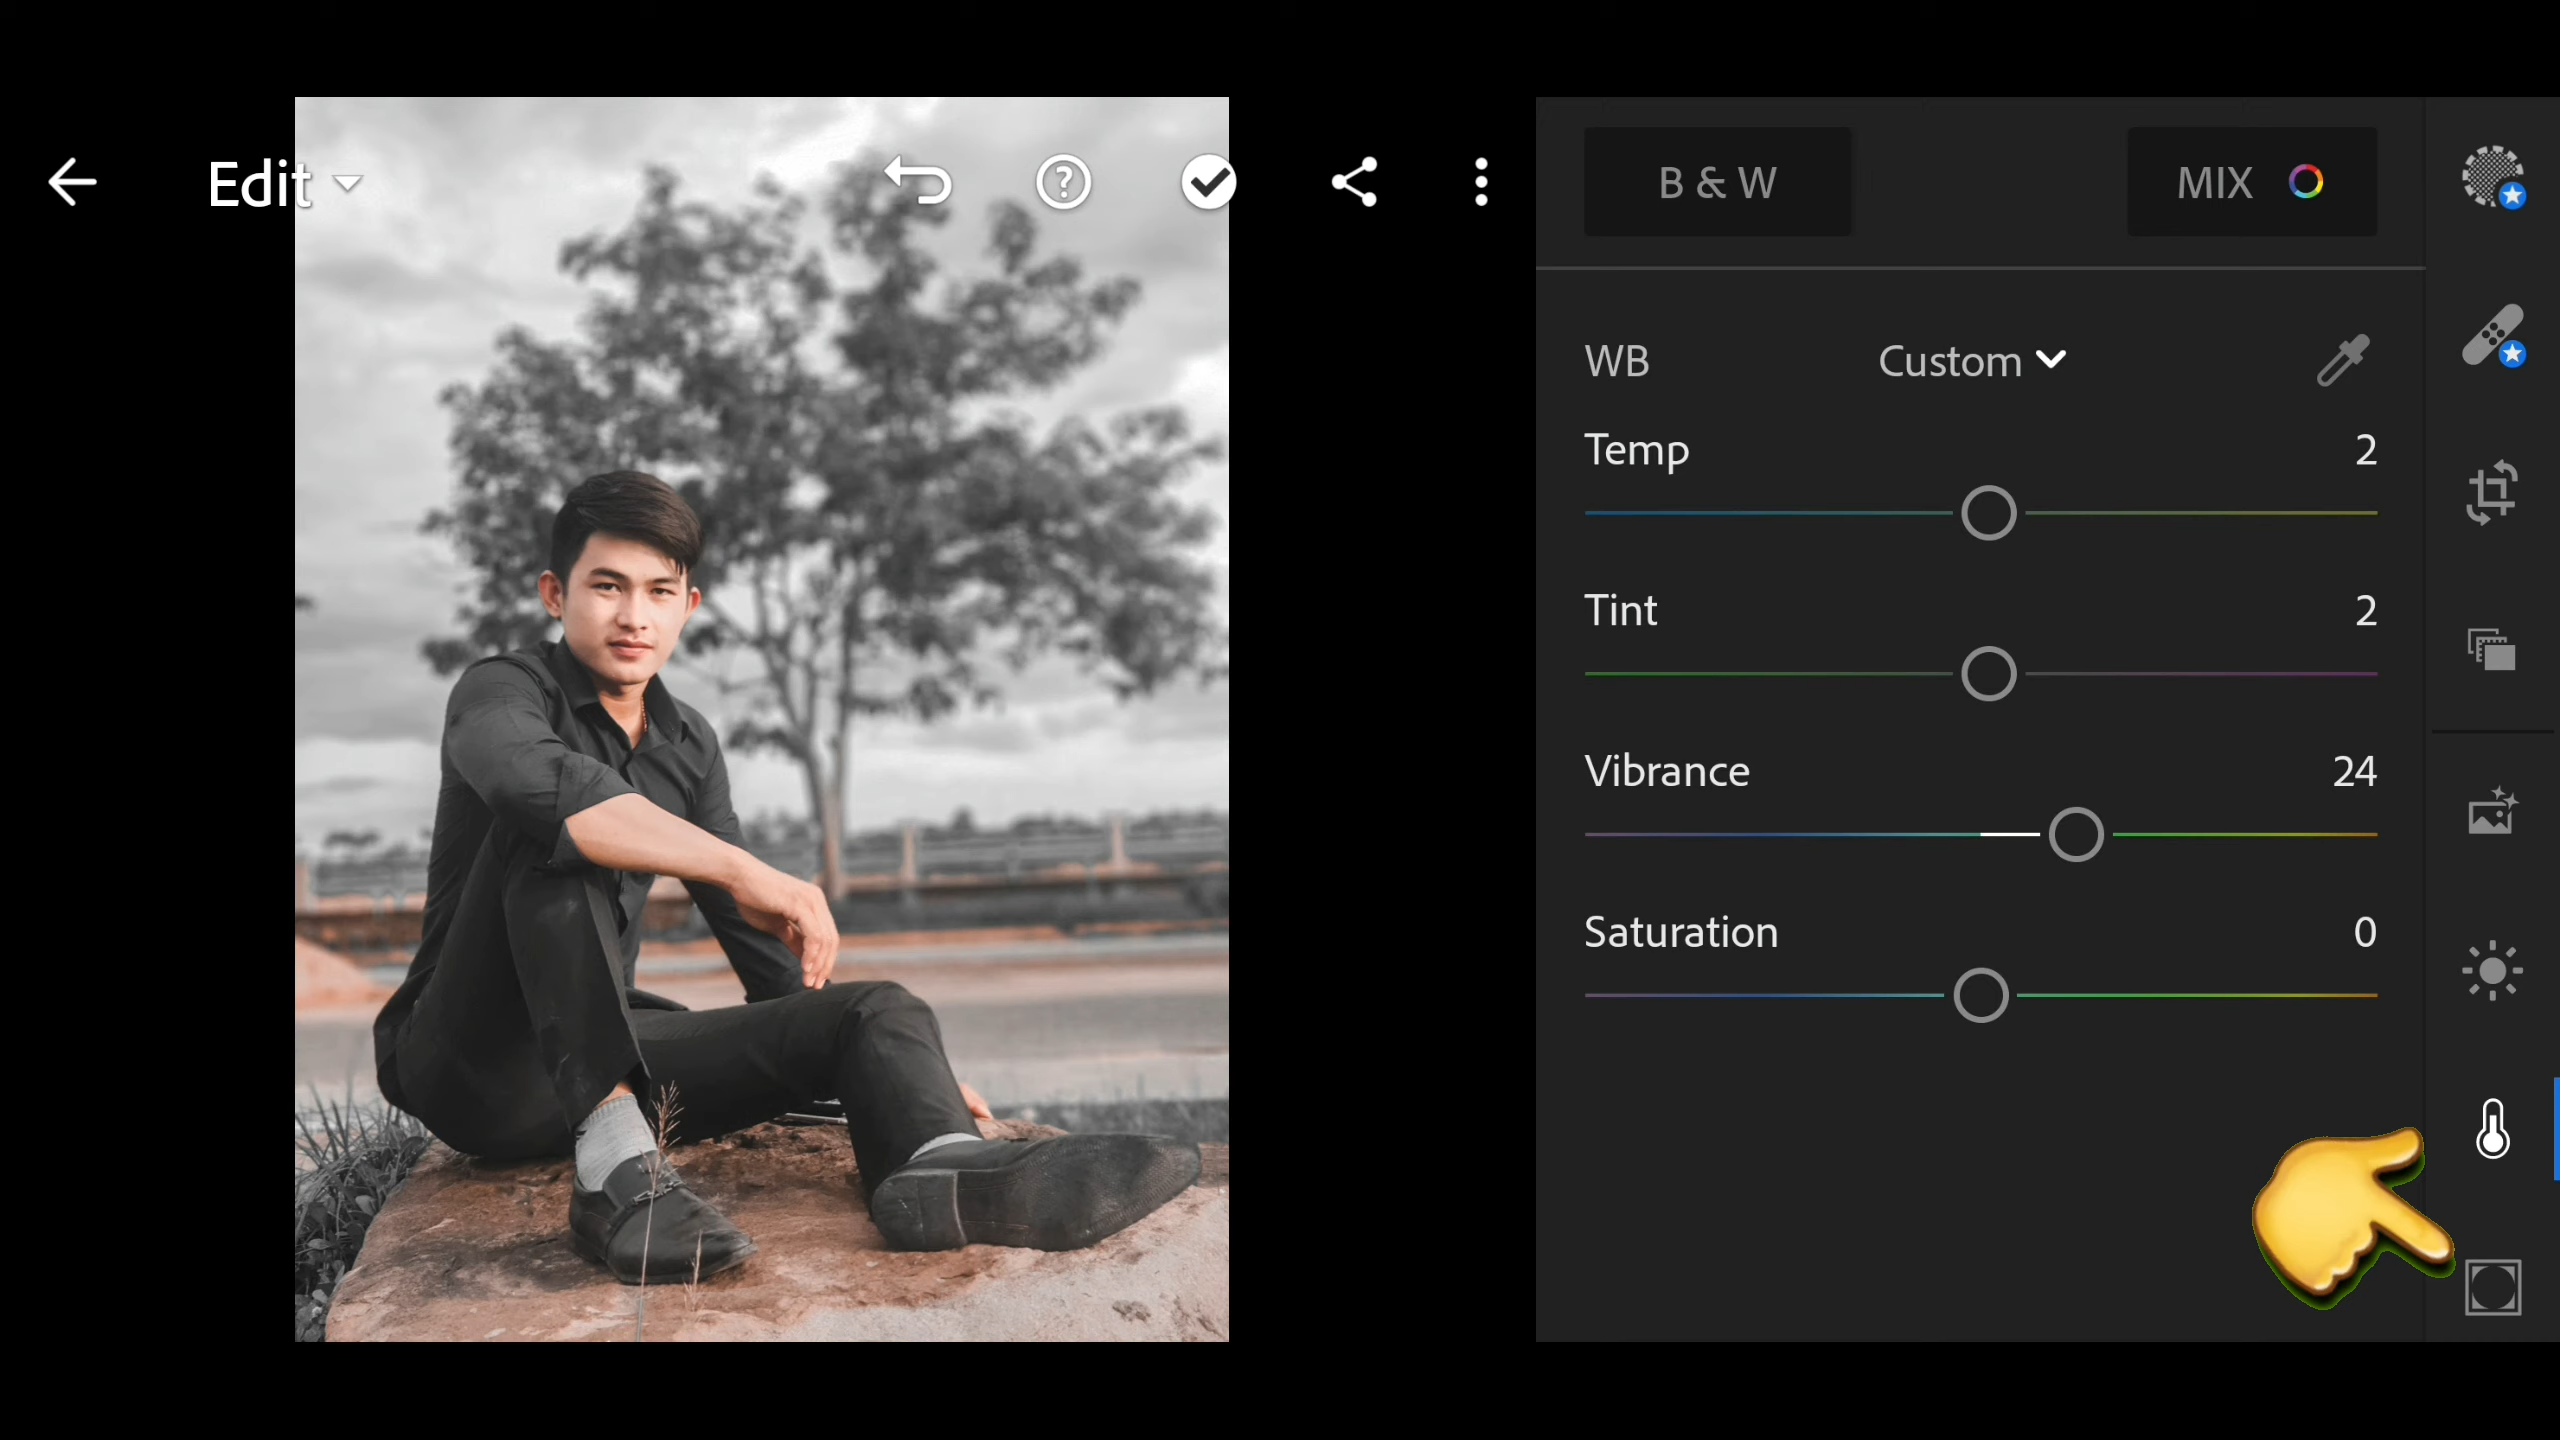 Edit
B & W
MIX
WB Custom
Temp 2
Tint 2
Vibrance 24
Saturation 0